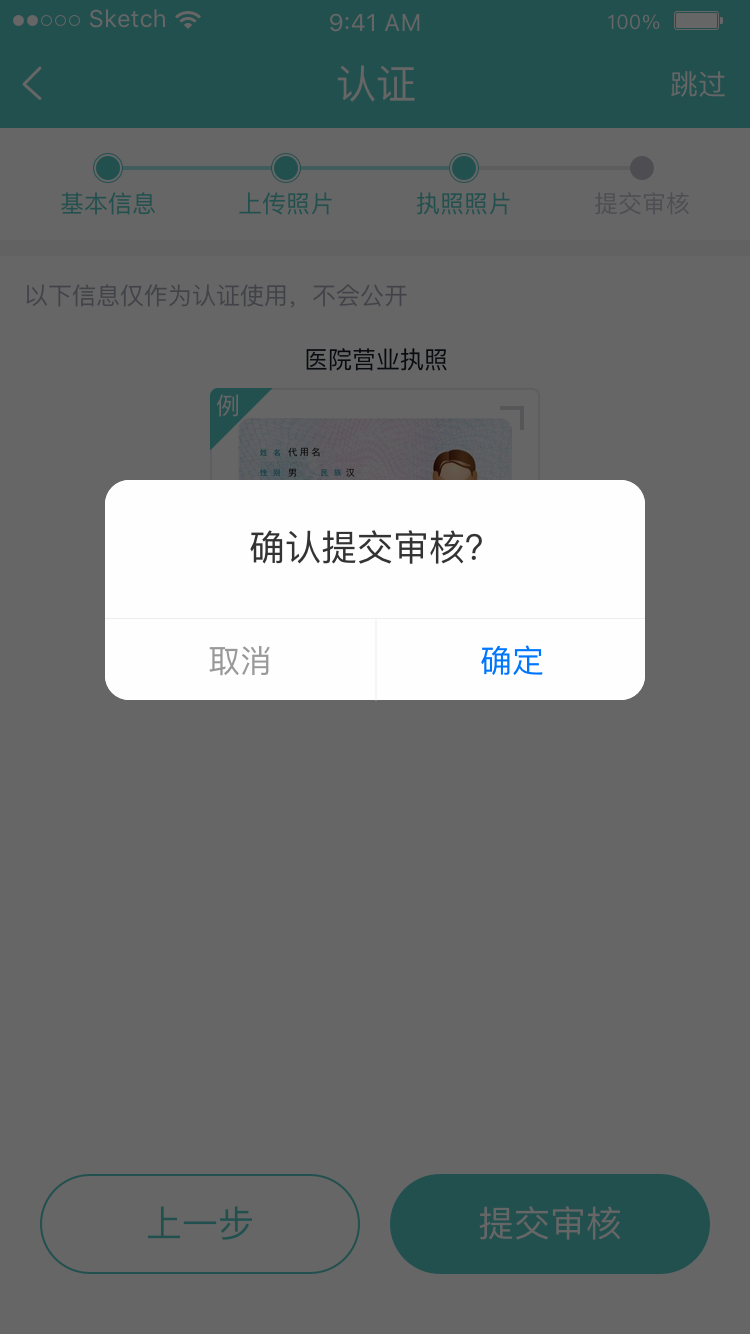 Sketch 9:41 AM 100%
认证 跳过
基本信息 上传照片 执照照片 提交审核
以下信息仅作为认证使用，不会公开
医院营业执照
例
姓 名 代用名
性 别 男 民 族 汉
确认提交审核?
取消 确定
上一步 提交审核